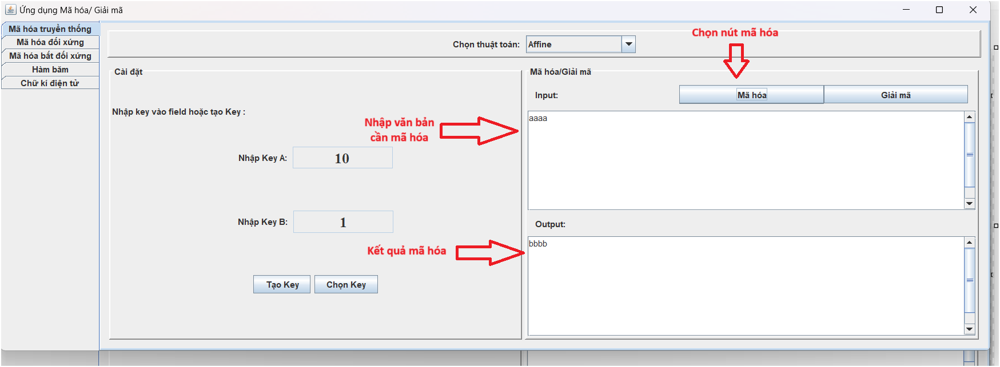 Ứng dụng Mã hóa/ Giải mã
Mã hóa truyền thống
Mã hóa đối xứng
Mã hóa bất đối xứng
Hàm băm
Chữ kí điện tử
Chọn thuật toán: Affine
Chọn nút mã hóa
Cài đặt
Nhập key vào field hoặc tạo Key :
Nhập Key A: 10
Nhập Key B: 1
Tạo Key Chọn Key
Mã hóa/Giải mã
Input: Mã hóa Giải mã
Nhập văn bản
cần mã hóa
aaaa
Output:
Kết quả mã hóa
bbbb